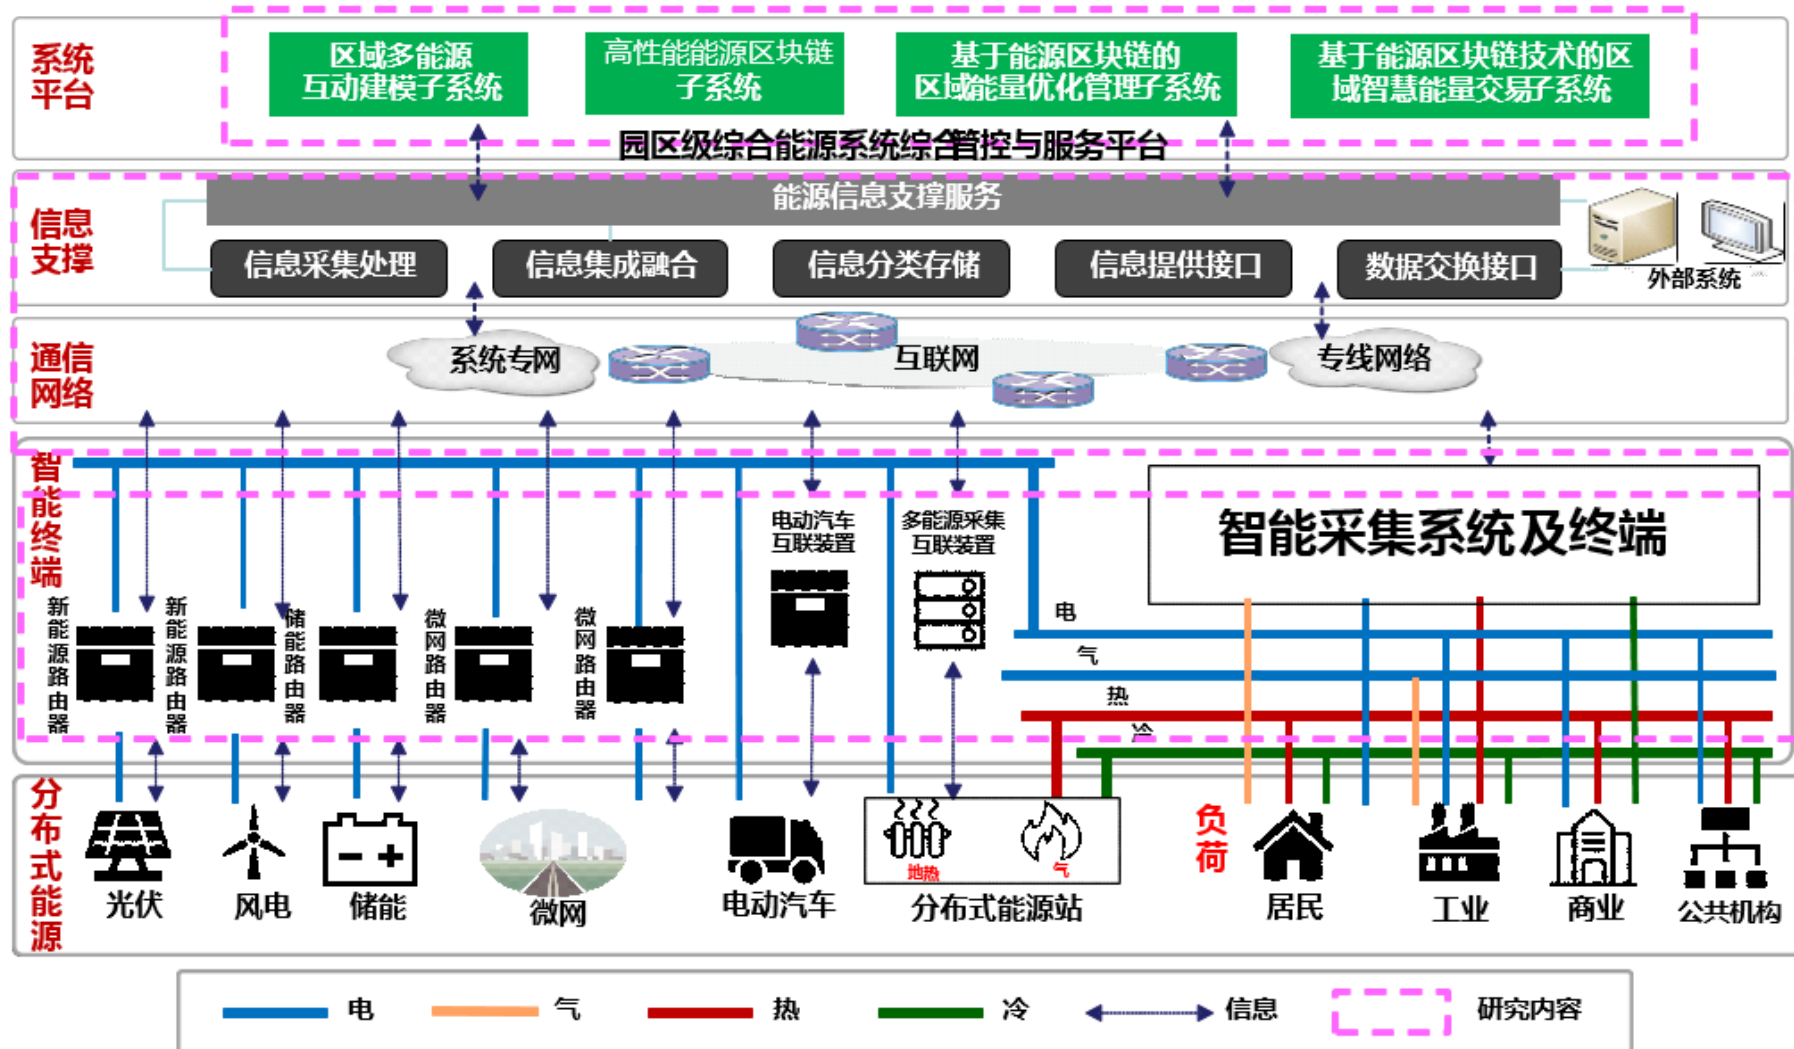 系统
平台
区域多能源
互动建模子系统
高性能能源区块链
子系统
基于能源区块链的
区域能量优化管理子系统
基于能源区块链技术的区
域智慧能量交易子系统
园区级综合能源系统综合管控与服务平台
信息
支撑
能源信息支撑服务
信息采集处理
信息集成融合
信息分类存储
信息提供接口
数据交换接口
外部系统
通信
网络
系统专网
互联网
专线网络
智能终端
新能源路由器
新能源路由器
储能路由器
微网路由器
微网路由器
电动汽车
互联装置
多能源采集
互联装置
智能采集系统及终端
电
气
热
冷
分布式能源
光伏
风电
储能
微网
电动汽车
地热
气
分布式能源站
负荷
居民
工业
商业
公共机构
电
气
热
冷
信息
研究内容